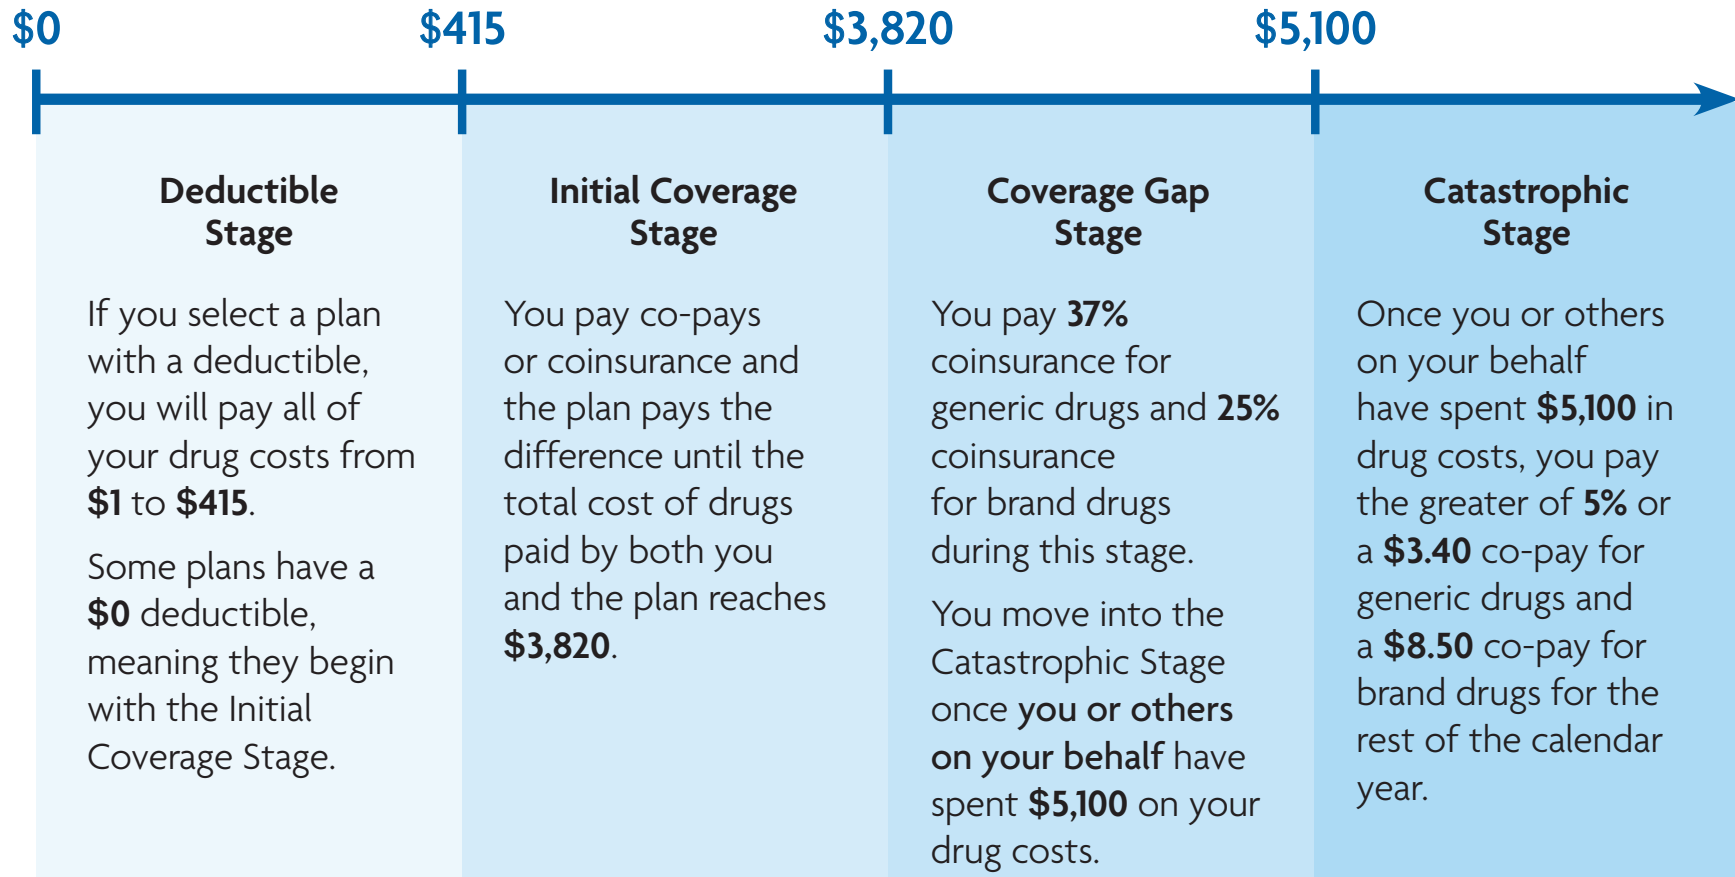 $0
$415
$3,820
$5,100
Deductible
Stage
If you select a plan
with a deductible,
you will pay all of
your drug costs from
$1 to $415.
Some plans have a
$0 deductible,
meaning they begin
with the Initial
Coverage Stage.
Initial Coverage
Stage
You pay co-pays
or coinsurance and
the plan pays the
difference until the
total cost of drugs
paid by both you
and the plan reaches
$3,820.
Coverage Gap
Stage
You pay 37%
coinsurance for
generic drugs and 25%
coinsurance
for brand drugs
during this stage.
You move into the
Catastrophic Stage
once you or others
on your behalf have
spent $5,100 on your
drug costs.
Catastrophic
Stage
Once you or others
on your behalf
have spent $5,100 in
drug costs, you pay
the greater of 5% or
a $3.40 co-pay for
generic drugs and
a $8.50 co-pay for
brand drugs for the
rest of the calendar
year.